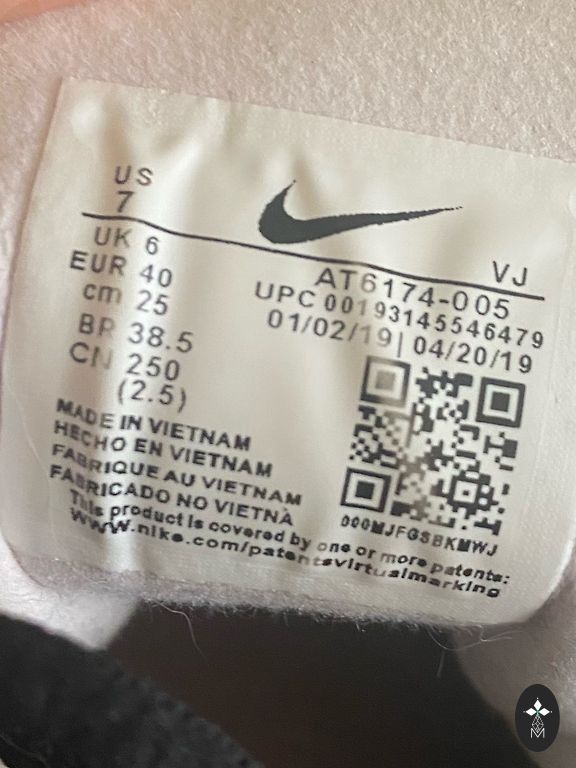 US
7
UK 6
EUR 40
cm 25
BR 38.5
CN 250
(2.5)
VJ
AT6174-005
UPC 00193145546479
01/02/19| 04/20/19
MADE IN VIETNAM
HECHO EN VIETNAM
FABRIQUE AU VIETNAM
FABRICADO NO VIETNÀ
This product is covered by one or more patents:
www.nike.com/patentsvirtualmarking
000MJFGSBKMWJ
M